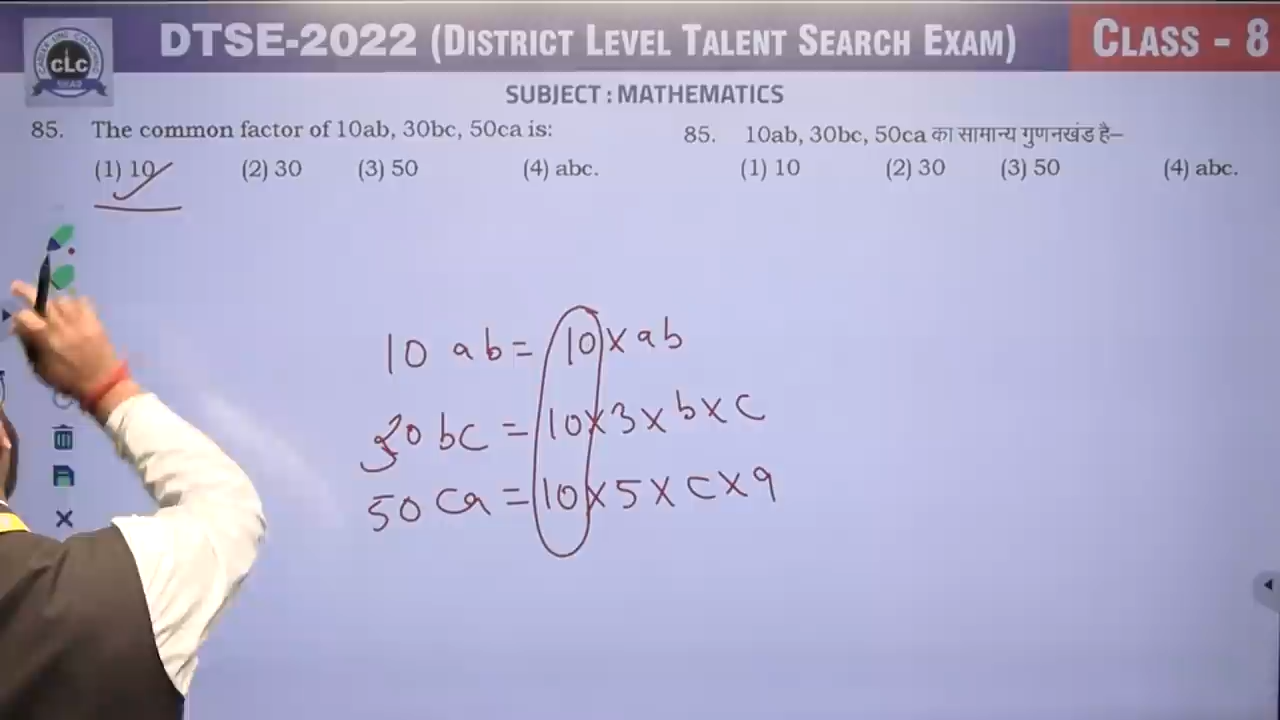 DTSE-2022 (DISTRICT LEVEL TALENT SEARCH EXAM)
CLASS - 8
CLC
SUBJECT : MATHEMATICS
85. The common factor of 10ab, 30bc, 50ca is:
(1) 10 (2) 30 (3) 50 (4) abc.
85. 10ab, 30bc, 50ca का सामान्य गुणनखंड है–
(1) 10 (2) 30 (3) 50 (4) abc.
10 ab = 10 × ab
30 bc = 10 × 3 × b × c
50 ca = 10 × 5 × c × a